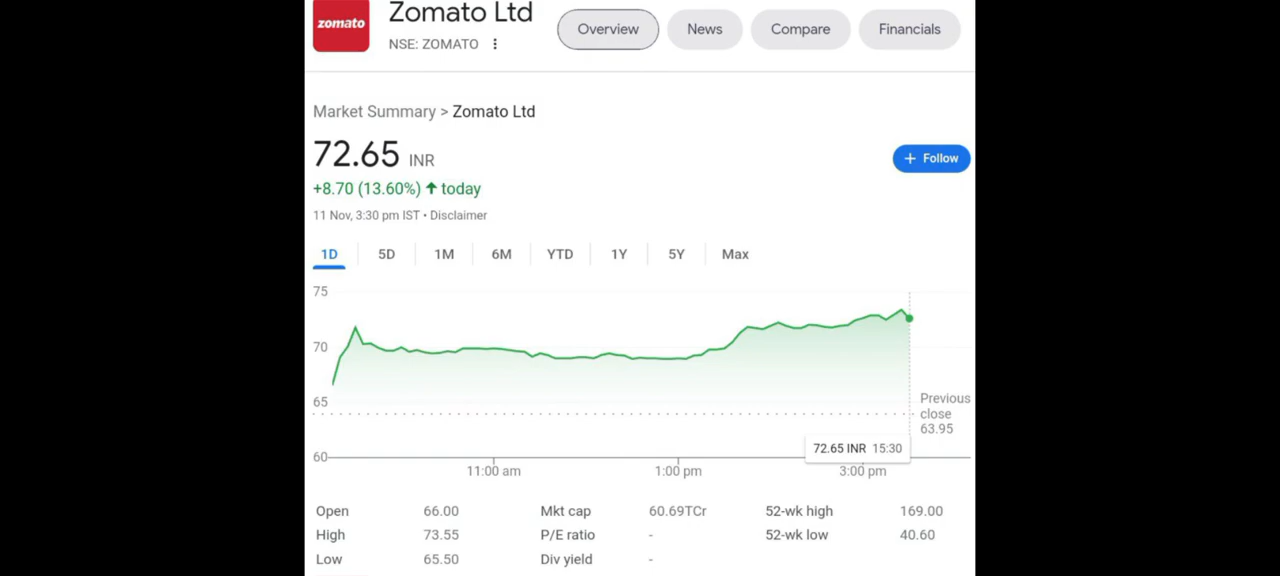 zomato
Zomato Ltd
NSE: ZOMATO
Overview
News
Compare
Financials
Market Summary > Zomato Ltd
72.65 INR
+ Follow
+8.70 (13.60%) ↑ today
11 Nov, 3:30 pm IST • Disclaimer
1D 5D 1M 6M YTD 1Y 5Y Max
75
70
65
60
Previous
close
63.95
72.65 INR 15:30
11:00 am 1:00 pm 3:00 pm
Open 66.00 Mkt cap 60.69TCr 52-wk high 169.00
High 73.55 P/E ratio - 52-wk low 40.60
Low 65.50 Div yield -